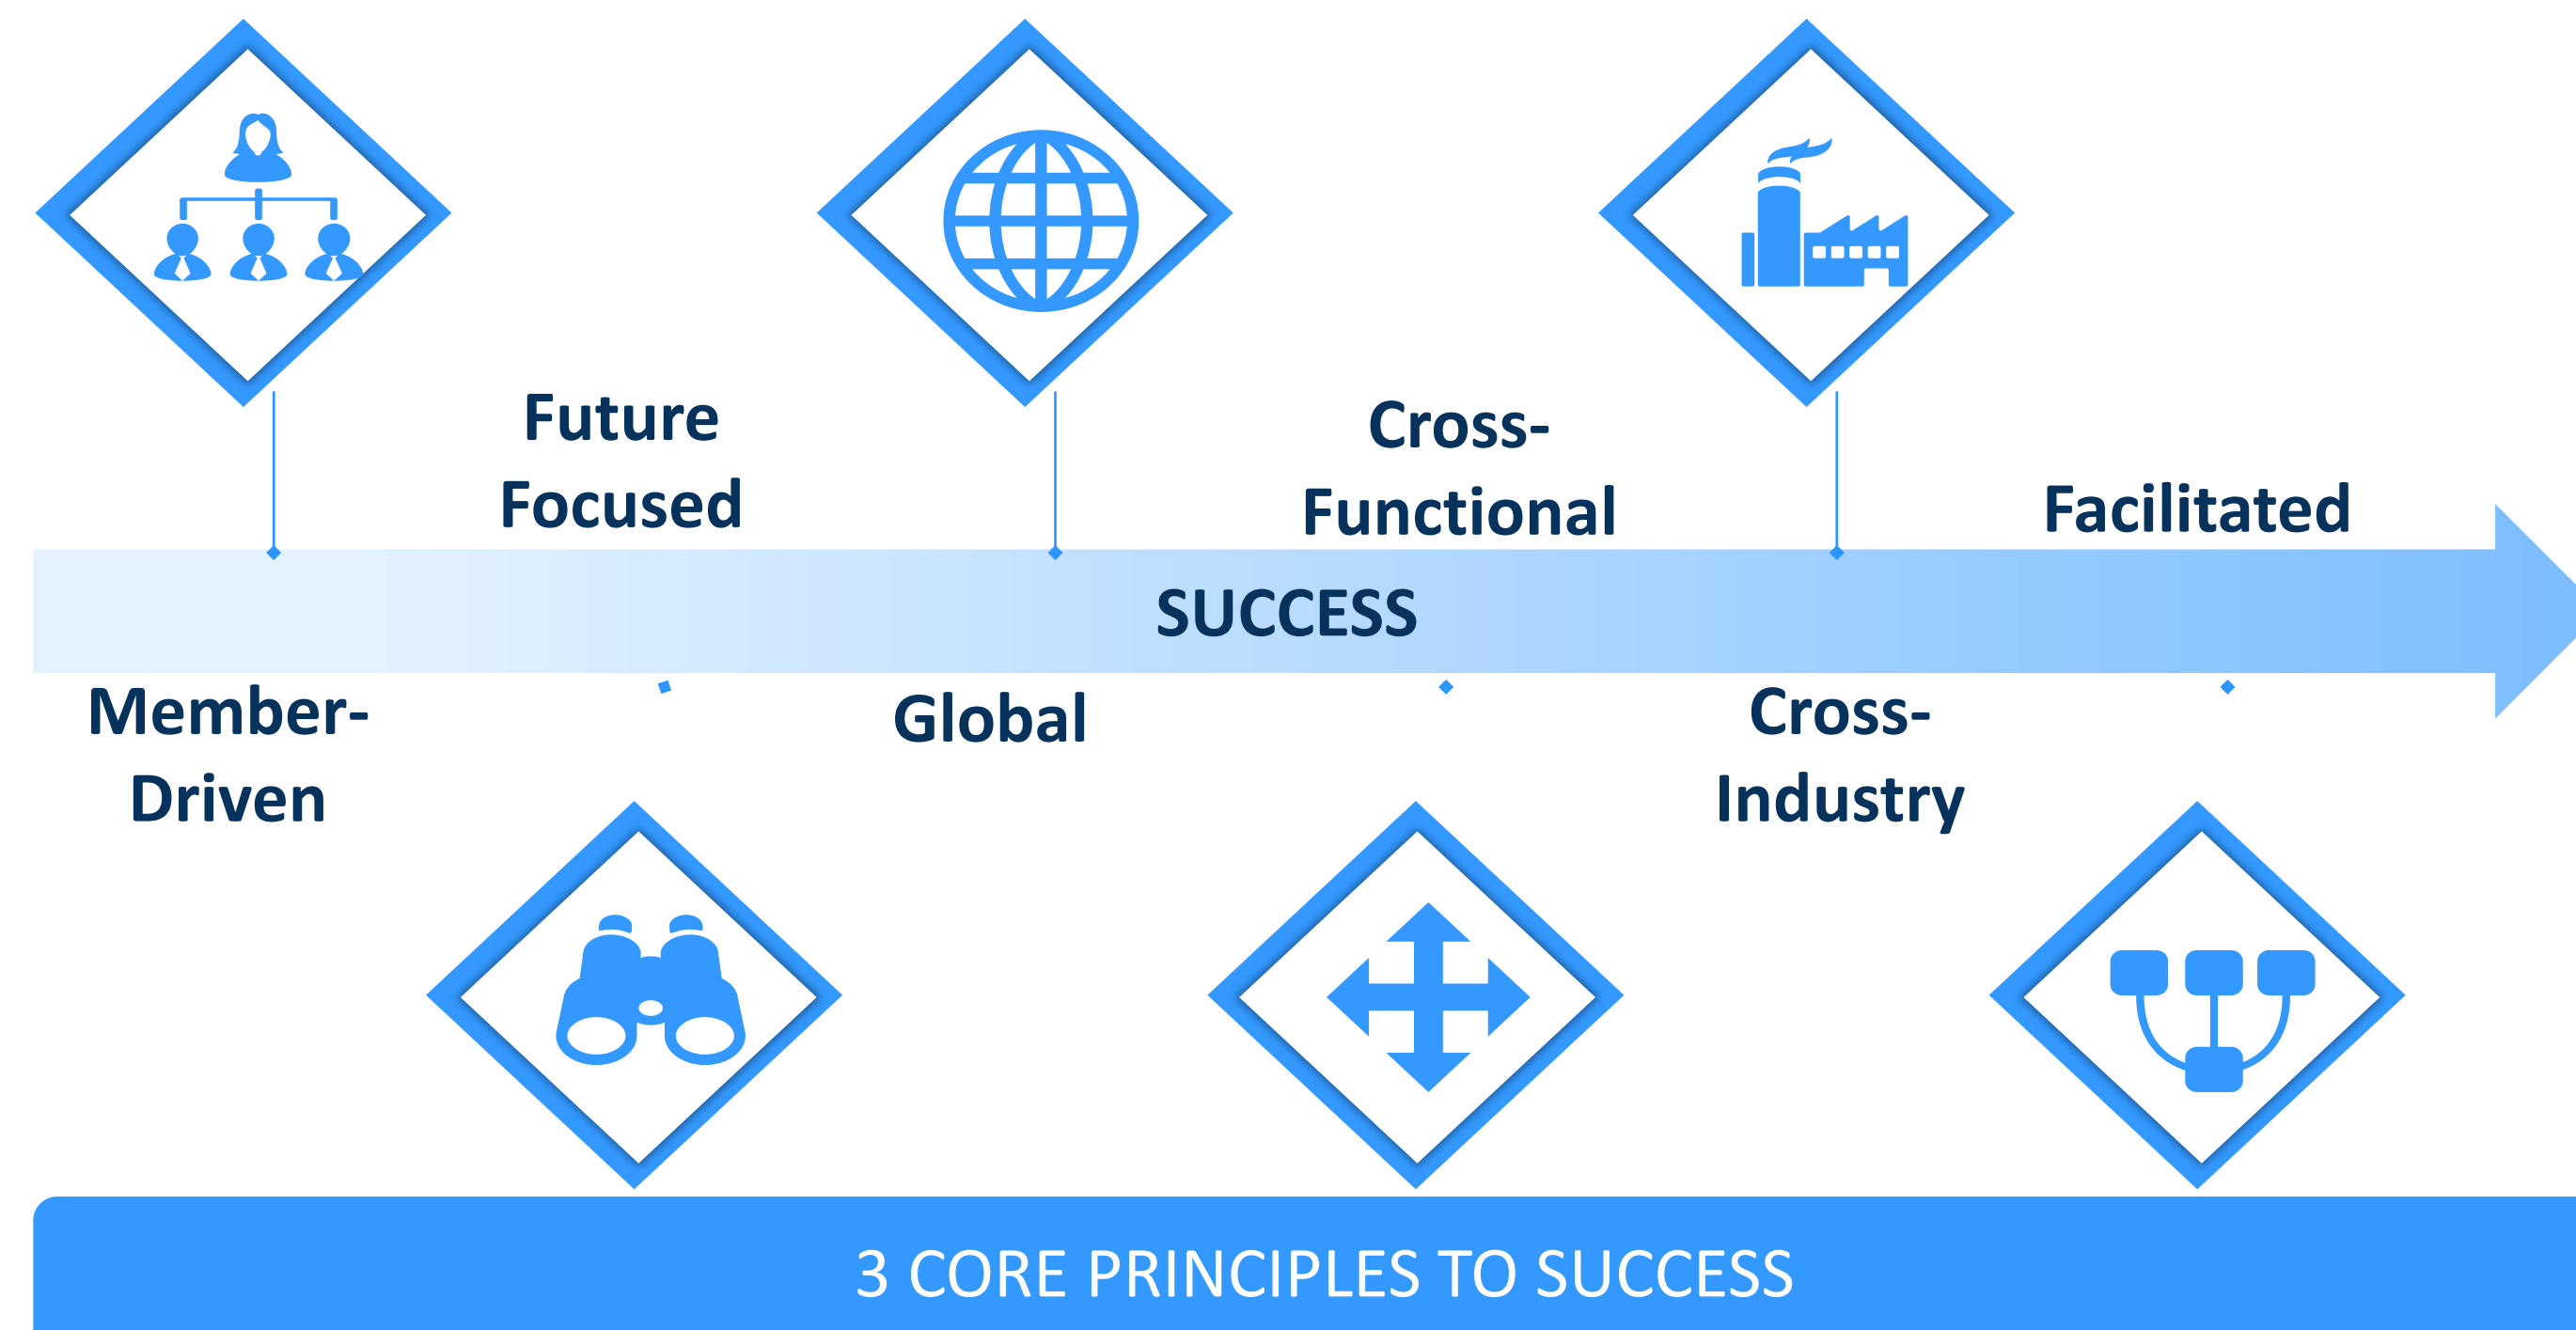 Future
Focused
Cross-
Functional
Facilitated
SUCCESS
Member-
Driven
Global
Cross-
Industry
3 CORE PRINCIPLES TO SUCCESS